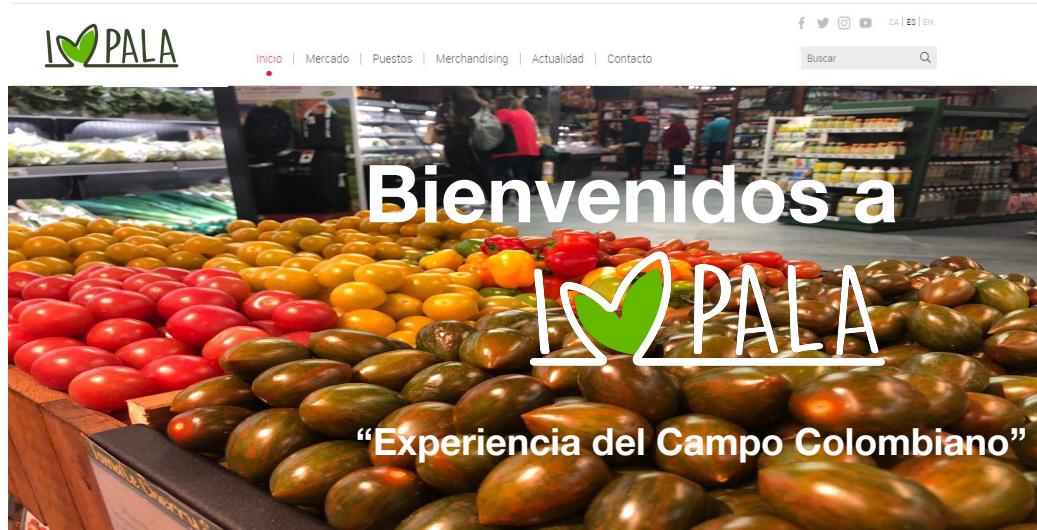 I PALA
CA | ES | EN
Inicio | Mercado | Puestos | Merchandising | Actualidad | Contacto
Buscar
Bienvenidos a
I PALA
“Experiencia del Campo Colombiano”